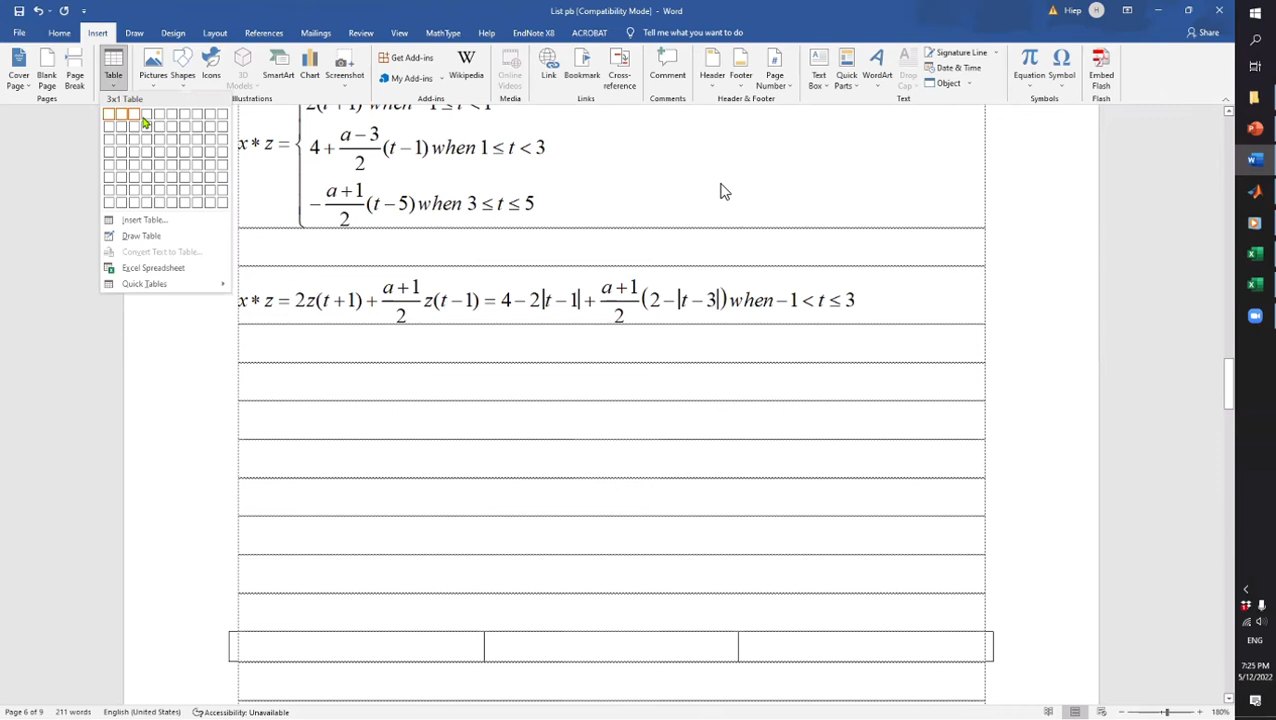 List pb [Compatibility Mode] - Word
Hiep H
File Home Insert Draw Design Layout References Mailings Review View MathType EndNote X8 ACROBAT Tell me what you want to do Share
Cover Page
Blank Page
Page Break
Pages
Table
Pictures
Shapes
Icons
3D Models
SmartArt
Chart
Screenshot
Illustrations
Get Add-ins
My Add-ins
Wikipedia
Add-ins
Online Videos
Media
Link
Bookmark
Cross-reference
Links
Comment
Comments
Header
Footer
Page Number
Header & Footer
Text Box
Quick Parts
WordArt
Drop Cap
Signature Line
Date & Time
Object
Text
Equation
Symbol
Symbols
Embed Flash
Flash
3x1 Table
Insert Table...
Draw Table
Convert Text to Table...
Excel Spreadsheet
Quick Tables
2(t + 1) when −1 ≤ t < 1
x * z = { 4 + (a − 3)/2 (t − 1) when 1 ≤ t < 3
− (a + 1)/2 (t − 5) when 3 ≤ t ≤ 5
x * z = 2z(t + 1) + (a + 1)/2 z(t − 1) = 4 − 2|t − 1| + (a + 1)/2 (2 − |t − 3|) when − 1 < t ≤ 3
Page 6 of 9 211 words English (United States) Accessibility: Unavailable 180%
ENG
7:25 PM
5/12/2022